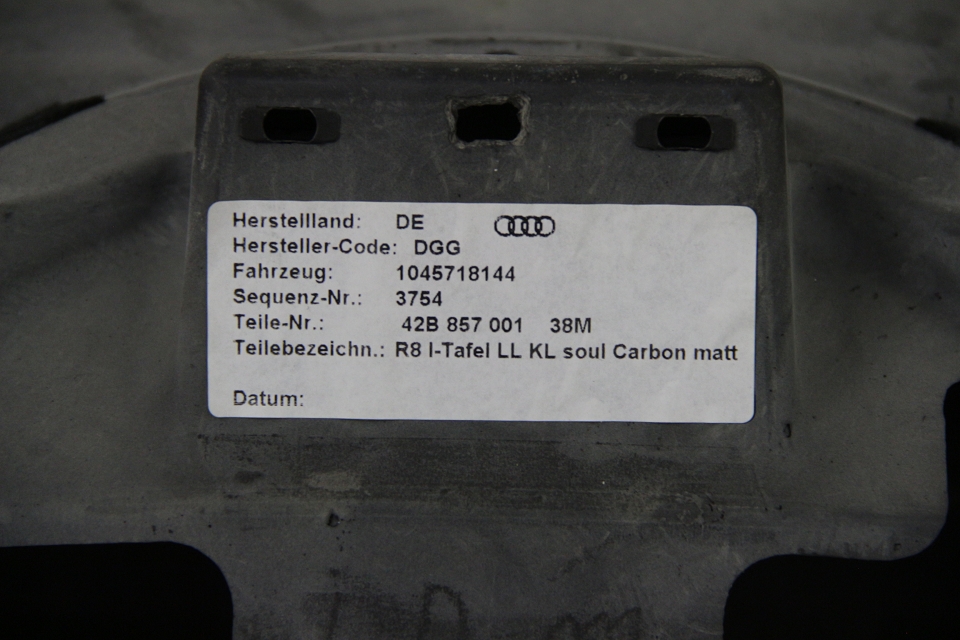 Herstellland: DE
Hersteller-Code: DGG
Fahrzeug: 1045718144
Sequenz-Nr.: 3754
Teile-Nr.: 42B 857 001 38M
Teilebezeichn.: R8 I-Tafel LL KL soul Carbon matt
Datum: